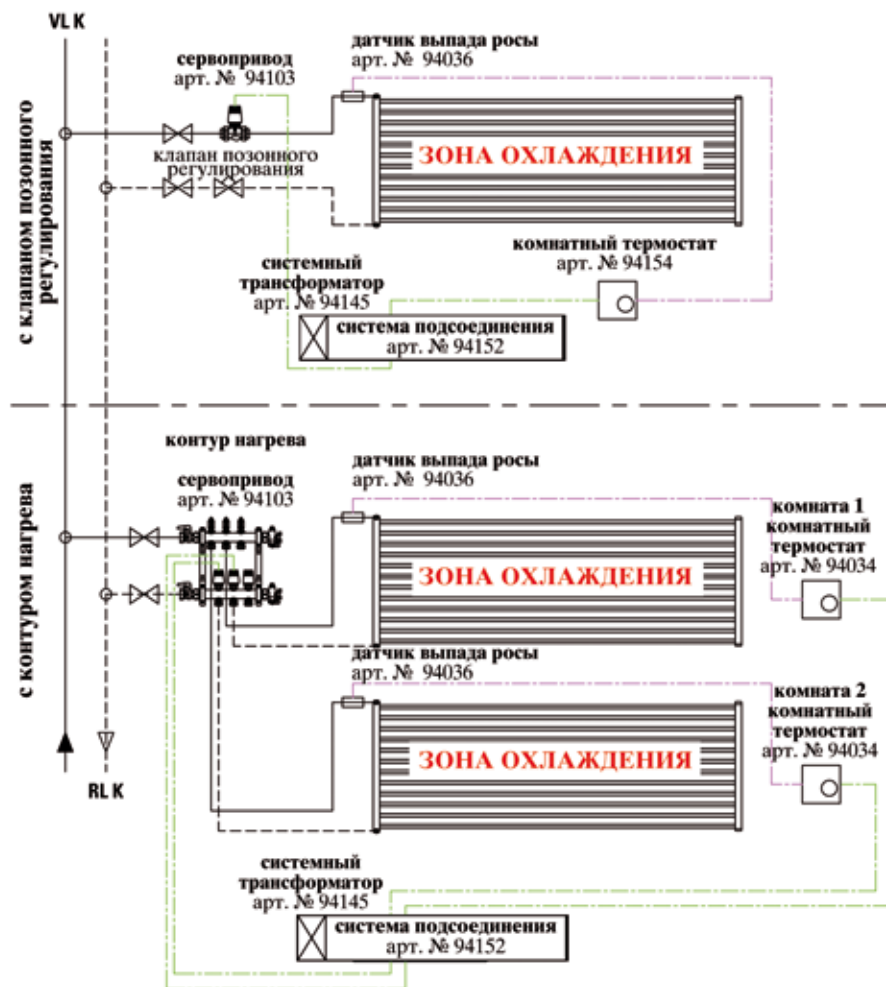 VL K
сервопривод
арт. № 94103
датчик выпада росы
арт. № 94036
клапан позонного
регулирования
ЗОНА ОХЛАЖДЕНИЯ
с клапаном позонного
регулирования
системный
трансформатор
арт. № 94145
комнатный термостат
арт. № 94154
система подсоединения
арт. № 94152
контур нагрева
сервопривод
арт. № 94103
датчик выпада росы
арт. № 94036
комната 1
комнатный
термостат
арт. № 94034
ЗОНА ОХЛАЖДЕНИЯ
с контуром нагрева
датчик выпада росы
арт. № 94036
комната 2
комнатный
термостат
арт. № 94034
ЗОНА ОХЛАЖДЕНИЯ
RL K
системный
трансформатор
арт. № 94145
система подсоединения
арт. № 94152